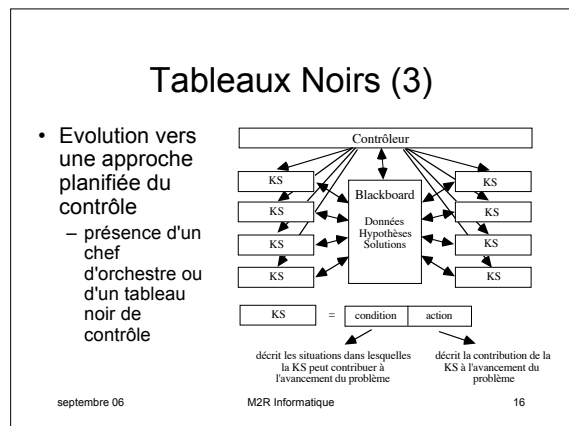 Tableaux Noirs (3)
• Evolution vers
une approche
planifiée du
contrôle
– présence d'un
chef
d'orchestre ou
d'un tableau
noir de
contrôle
Contrôleur
KS
KS
KS
KS
Blackboard
Données
Hypothèses
Solutions
KS
KS
KS
KS
KS = condition action
décrit les situations dans lesquelles
la KS peut contribuer à
l'avancement du problème
décrit la contribution de la
KS à l'avancement du
problème
septembre 06 M2R Informatique 16